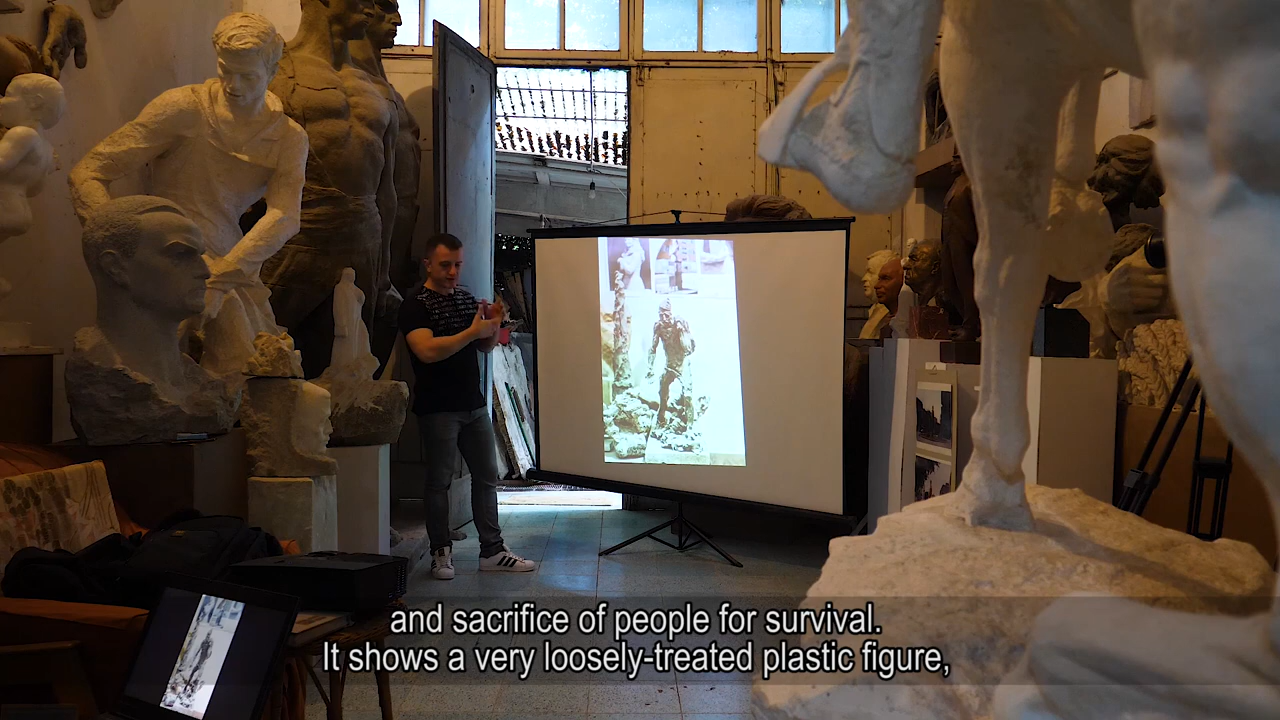 and sacrifice of people for survival.
It shows a very loosely-treated plastic figure,